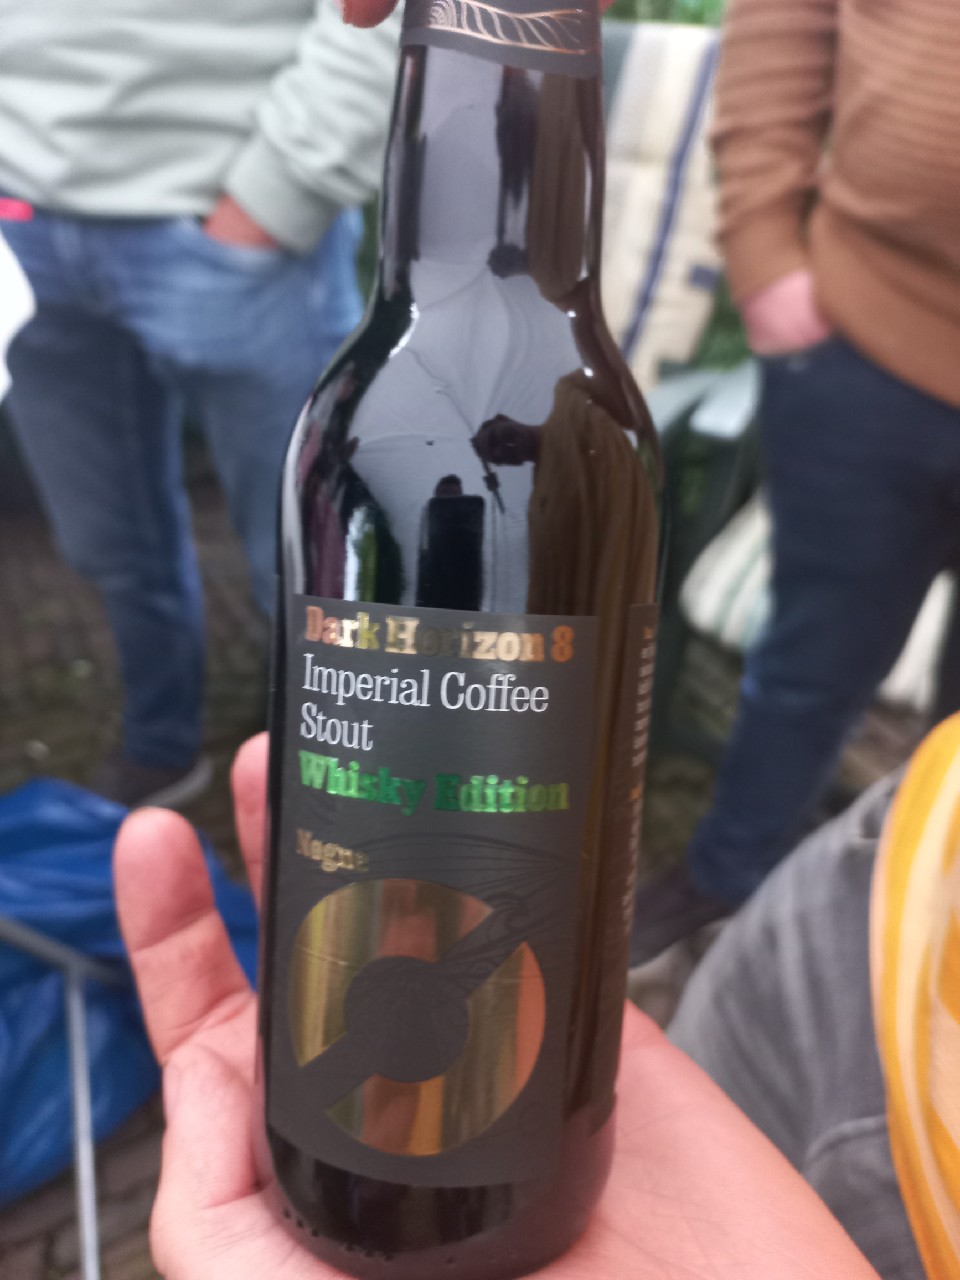 Dark Horizon 8
Imperial Coffee
Stout
Whisky Edition
Nøgne